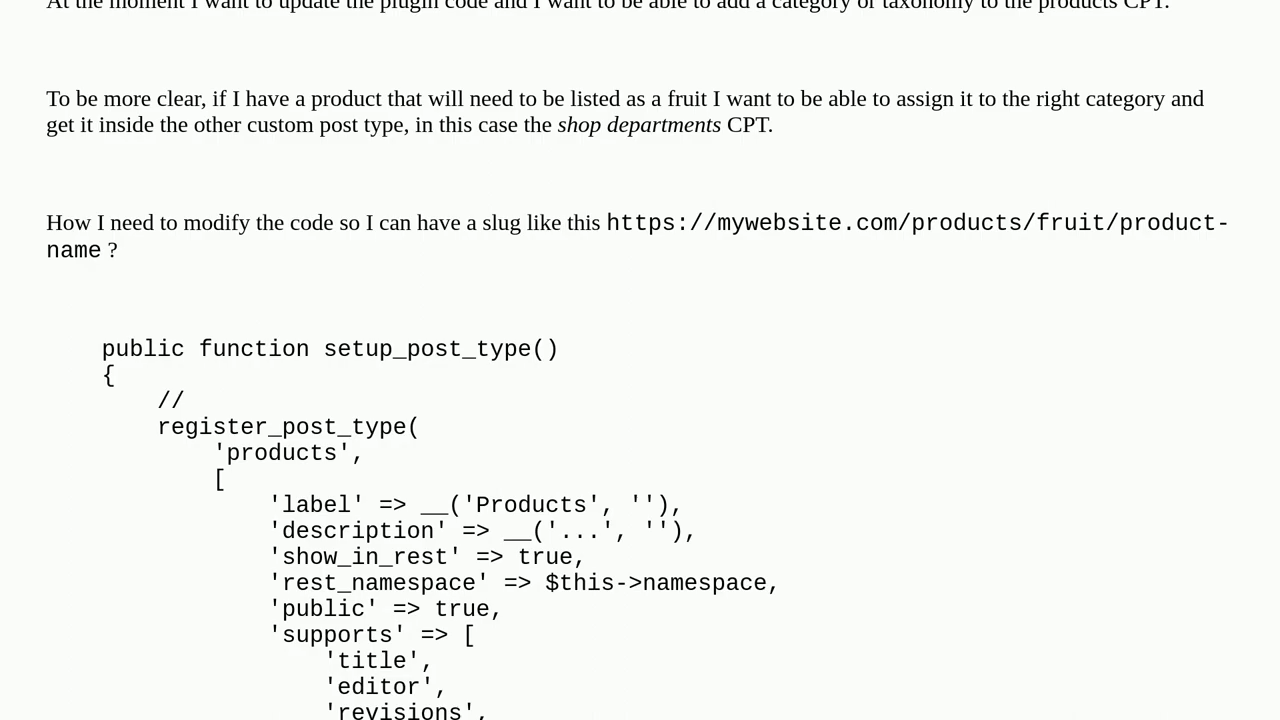 At the moment I want to update the plugin code and I want to be able to add a category or taxonomy to the products CPT.
To be more clear, if I have a product that will need to be listed as a fruit I want to be able to assign it to the right category and
get it inside the other custom post type, in this case the shop departments CPT.
How I need to modify the code so I can have a slug like this https://mywebsite.com/products/fruit/product-
name ?
public function setup_post_type()
{
//
register_post_type(
'products',
[
'label' => __('Products', ''),
'description' => __('...', ''),
'show_in_rest' => true,
'rest_namespace' => $this->namespace,
'public' => true,
'supports' => [
'title',
'editor',
'revisions',